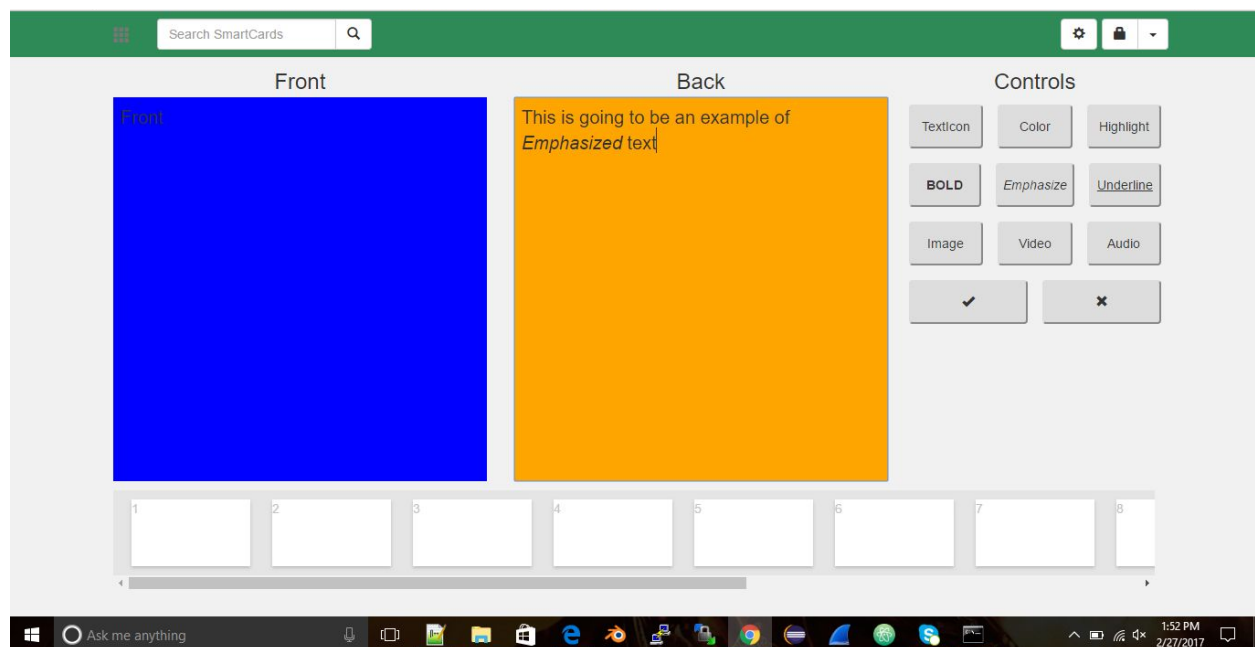 Search SmartCards
Front
Back
Controls
Front
This is going to be an example of
Emphasized text
TextIcon
Color
Highlight
BOLD
Emphasize
Underline
Image
Video
Audio
1
2
3
4
5
6
7
8
Ask me anything
1:52 PM
2/27/2017